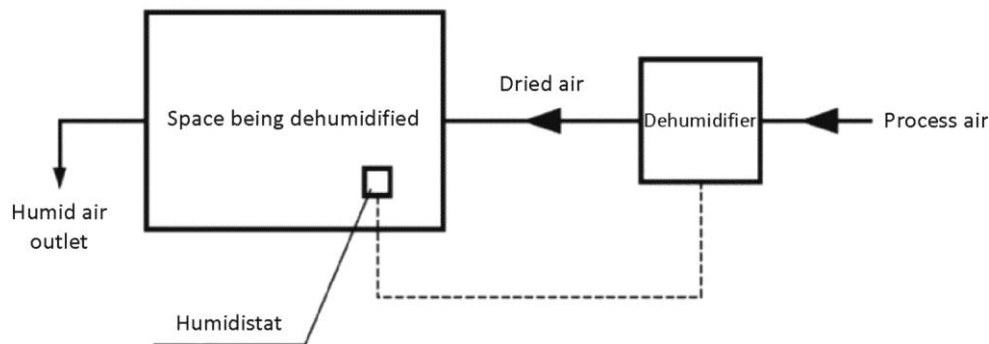 Dried air
Space being dehumidified
Dehumidifier
Process air
Humid air
outlet
Humidistat